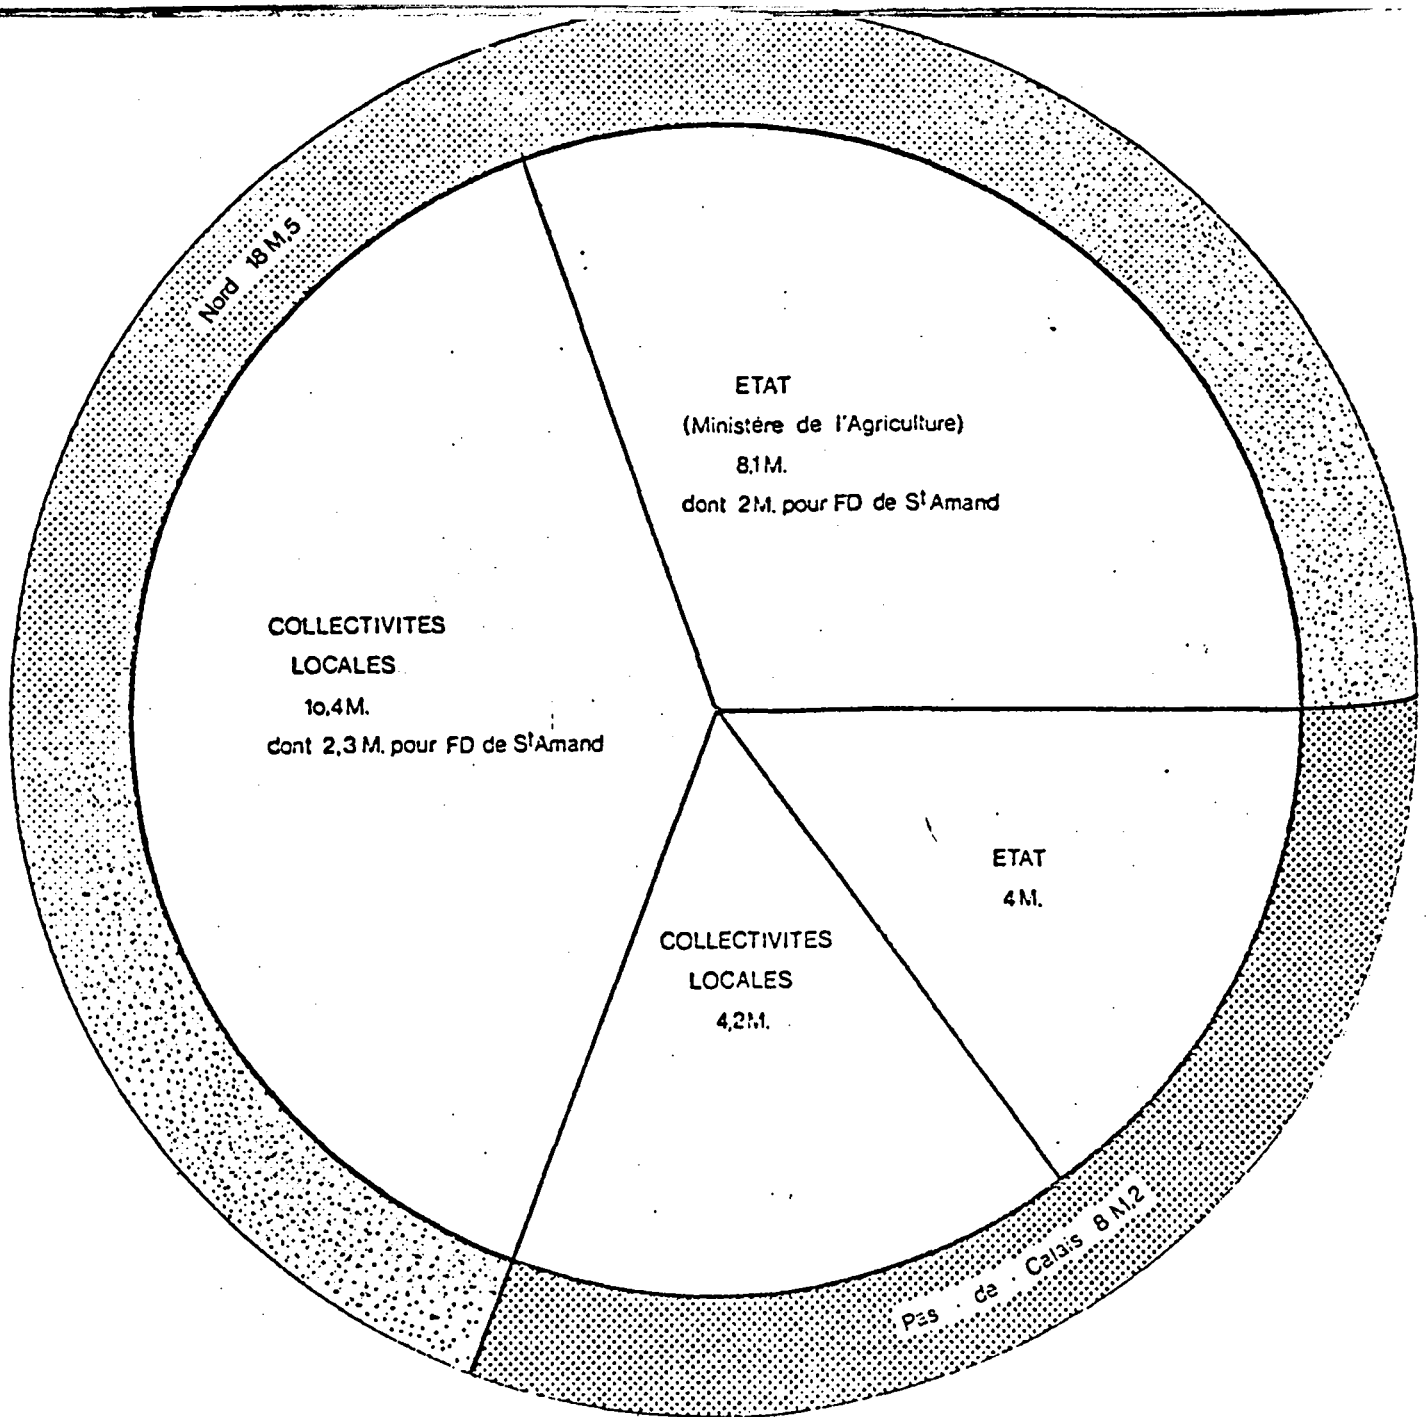 Nord 18 M,5
ETAT
(Ministère de l'Agriculture)
8,1 M.
dont 2 M. pour FD de St Amand
COLLECTIVITES
LOCALES
10,4 M.
dont 2,3 M. pour FD de St Amand
ETAT
4 M.
COLLECTIVITES
LOCALES
4,2 M.
Pas - de - Calais 8 M,2